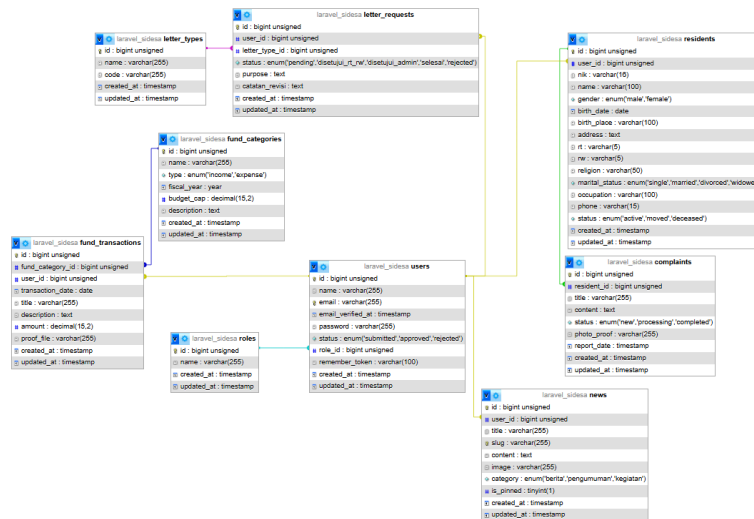 laravel_sidesa letter_types
id : bigint unsigned
name : varchar(255)
code : varchar(255)
created_at : timestamp
updated_at : timestamp
laravel_sidesa letter_requests
id : bigint unsigned
user_id : bigint unsigned
letter_type_id : bigint unsigned
status : enum('pending','disetujui_rt_rw','disetujui_admin','selesai','rejected')
purpose : text
catatan_revisi : text
created_at : timestamp
updated_at : timestamp
laravel_sidesa residents
id : bigint unsigned
user_id : bigint unsigned
nik : varchar(16)
name : varchar(100)
gender : enum('male','female')
birth_date : date
birth_place : varchar(100)
address : text
rt : varchar(5)
rw : varchar(5)
religion : varchar(50)
marital_status : enum('single','married','divorced','widowe
occupation : varchar(100)
phone : varchar(15)
status : enum('active','moved','deceased')
created_at : timestamp
updated_at : timestamp
laravel_sidesa fund_categories
id : bigint unsigned
name : varchar(255)
type : enum('income','expense')
fiscal_year : year
budget_cap : decimal(15,2)
description : text
created_at : timestamp
updated_at : timestamp
laravel_sidesa fund_transactions
id : bigint unsigned
fund_category_id : bigint unsigned
user_id : bigint unsigned
transaction_date : date
title : varchar(255)
description : text
amount : decimal(15,2)
proof_file : varchar(255)
created_at : timestamp
updated_at : timestamp
laravel_sidesa users
id : bigint unsigned
name : varchar(255)
email : varchar(255)
email_verified_at : timestamp
password : varchar(255)
status : enum('submitted','approved','rejected')
role_id : bigint unsigned
remember_token : varchar(100)
created_at : timestamp
updated_at : timestamp
laravel_sidesa complaints
id : bigint unsigned
resident_id : bigint unsigned
title : varchar(255)
content : text
status : enum('new','processing','completed')
photo_proof : varchar(255)
report_date : timestamp
created_at : timestamp
updated_at : timestamp
laravel_sidesa roles
id : bigint unsigned
name : varchar(255)
created_at : timestamp
updated_at : timestamp
laravel_sidesa news
id : bigint unsigned
user_id : bigint unsigned
title : varchar(255)
slug : varchar(255)
content : text
image : varchar(255)
category : enum('berita','pengumuman','kegiatan')
is_pinned : tinyint(1)
created_at : timestamp
updated_at : timestamp